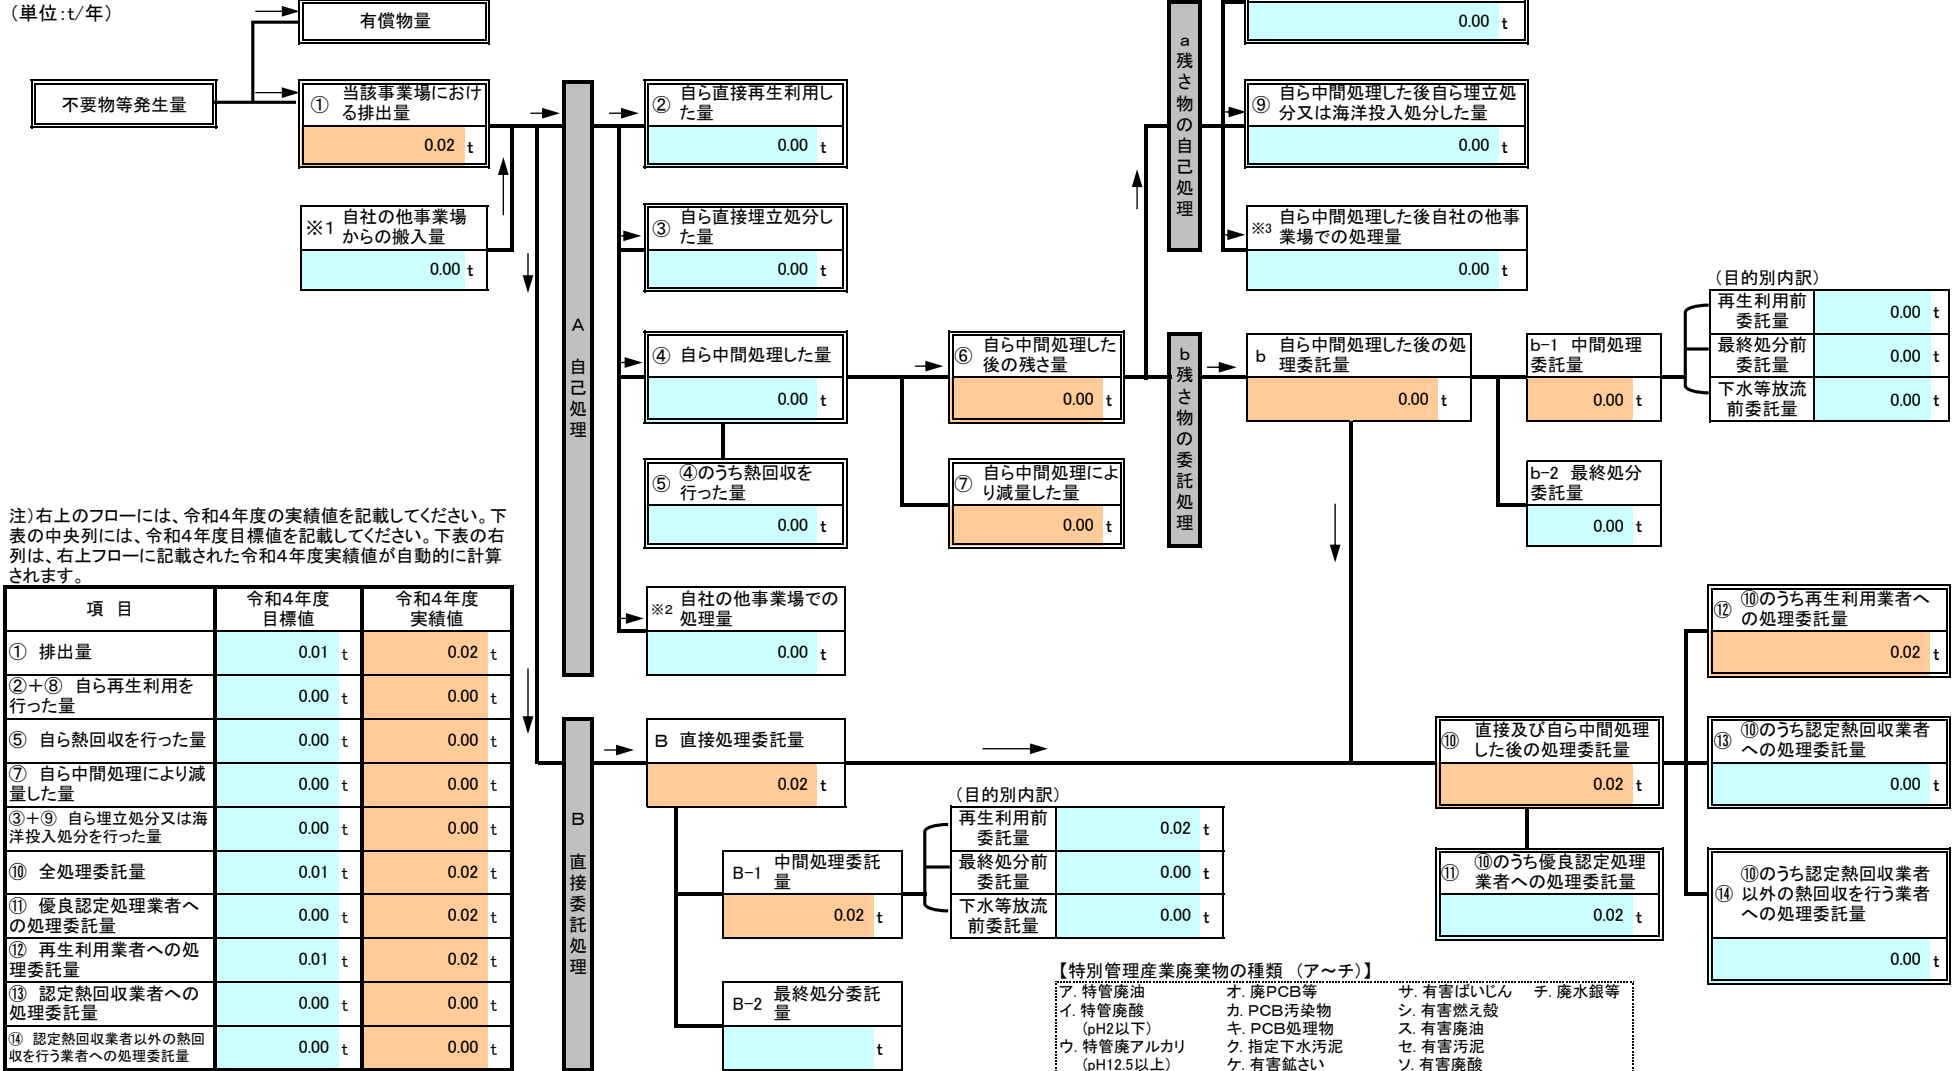 （単位：t/年）
有償物量
不要物等発生量
①
当該事業場におけ
る排出量
0.02 t
※1
自社の他事業場
からの搬入量
0.00 t
A 自己処理
②
自ら直接再生利用し
た量
0.00 t
③
自ら直接埋立処分し
た量
0.00 t
④ 自ら中間処理した量
0.00 t
⑤
④のうち熱回収を
行った量
0.00 t
※2
自社の他事業場での
処理量
0.00 t
⑥
自ら中間処理した
後の残さ量
0.00 t
⑦
自ら中間処理によ
り減量した量
0.00 t
a 残さ物の自己処理
0.00 t
⑨
自ら中間処理した後自ら埋立処
分又は海洋投入処分した量
0.00 t
※3
自ら中間処理した後自社の他事
業場での処理量
0.00 t
b 残さ物の委託処理
b
自ら中間処理した後の処
理委託量
0.00 t
b-1 中間処理
委託量
0.00 t
（目的別内訳）
再生利用前
委託量
0.00 t
最終処分前
委託量
0.00 t
下水等放流
前委託量
0.00 t
b-2 最終処分
委託量
0.00 t
注）右上のフローには、令和４年度の実績値を記載してください。下
表の中央列には、令和４年度目標値を記載してください。下表の右
列は、右上フローに記載された令和４年度実績値が自動的に計算
されます。
項 目
令和４年度
目標値
令和４年度
実績値
① 排出量
0.01 t 0.02 t
②＋⑧ 自ら再生利用を
行った量
0.00 t 0.00 t
⑤ 自ら熱回収を行った量
0.00 t 0.00 t
⑦ 自ら中間処理により減
量した量
0.00 t 0.00 t
③＋⑨ 自ら埋立処分又は海
洋投入処分を行った量
0.00 t 0.00 t
⑩ 全処理委託量
0.01 t 0.02 t
⑪ 優良認定処理業者へ
の処理委託量
0.00 t 0.02 t
⑫ 再生利用業者への処
理委託量
0.01 t 0.02 t
⑬ 認定熱回収業者への
処理委託量
0.00 t 0.00 t
⑭ 認定熱回収業者以外の熱回
収を行う業者への処理委託量
0.00 t 0.00 t
B 直接委託処理
B 直接処理委託量
0.02 t
B-1
中間処理委託
量
0.02 t
（目的別内訳）
再生利用前
委託量
0.02 t
最終処分前
委託量
0.00 t
下水等放流
前委託量
0.00 t
B-2
最終処分委託
量
t
⑩
直接及び自ら中間処理
した後の処理委託量
0.02 t
⑪
⑩のうち優良認定処理
業者への処理委託量
0.02 t
⑫
⑩のうち再生利用業者へ
の処理委託量
0.02 t
⑬
⑩のうち認定熱回収業者
への処理委託量
0.00 t
⑭
⑩のうち認定熱回収業者
以外の熱回収を行う業者
への処理委託量
0.00 t
【特別管理産業廃棄物の種類 （ア～チ）】
ア．特管廃油 オ．廃PCB等 サ．有害ばいじん チ．廃水銀等
イ．特管廃酸 カ．PCB汚染物 シ．有害燃え殻
（pH2以下） キ．PCB処理物 ス．有害廃油
ウ．特管廃アルカリ ク．指定下水汚泥 セ．有害汚泥
（pH12.5以上） ケ．有害鉱さい ソ．有害廃酸